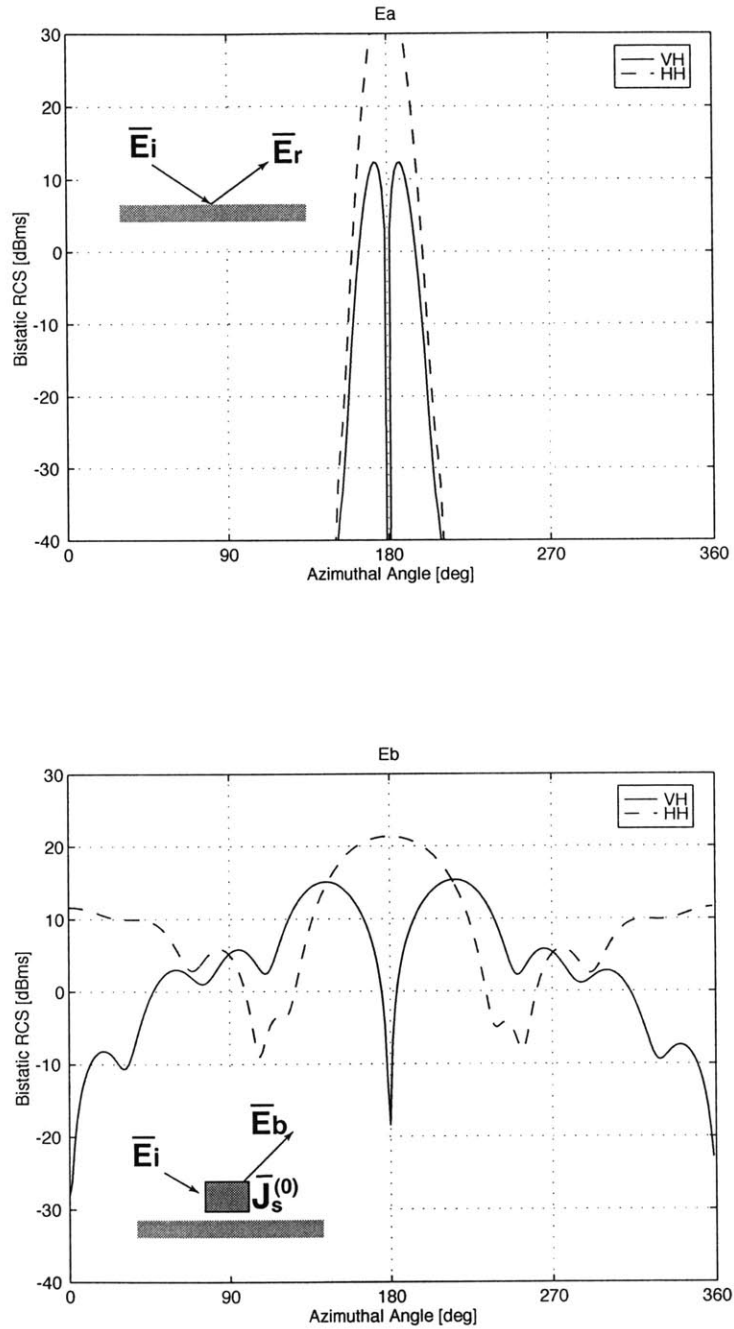 Ea
30
20
10
0
-10
-20
-30
-40
Bistatic RCS [dBms]
VH
HH
Ei
Er
0
90
180
270
360
Azimuthal Angle [deg]
Eb
30
20
10
0
-10
-20
-30
-40
Bistatic RCS [dBms]
VH
HH
Ei
Eb
J̅s(0)
0
90
180
270
360
Azimuthal Angle [deg]